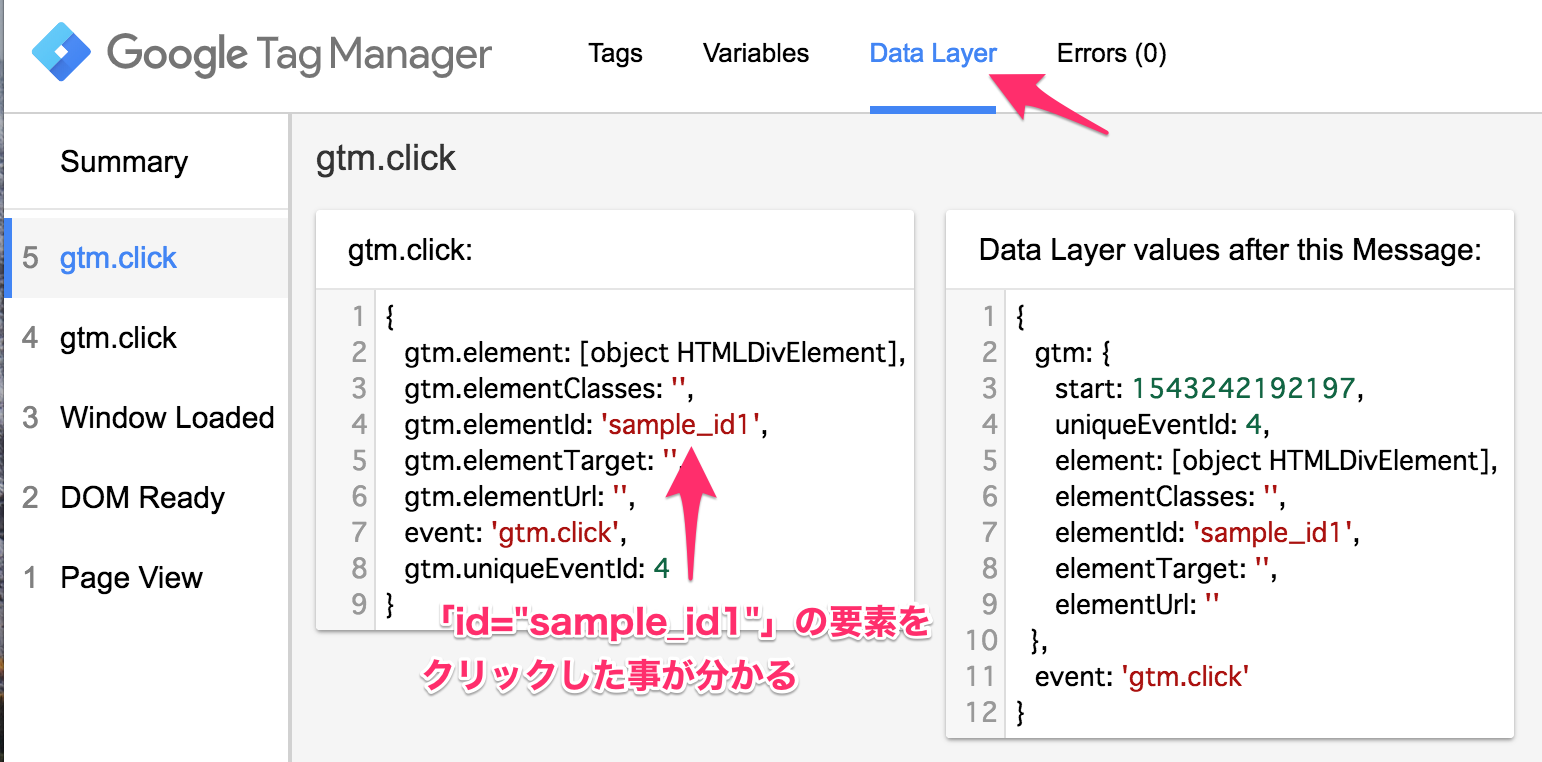 Google Tag Manager
Tags
Variables
Data Layer
Errors (0)
Summary
5 gtm.click
4 gtm.click
3 Window Loaded
2 DOM Ready
1 Page View
gtm.click
gtm.click:
1 {
2 gtm.element: [object HTMLDivElement],
3 gtm.elementClasses: '',
4 gtm.elementId: 'sample_id1',
5 gtm.elementTarget: '',
6 gtm.elementUrl: '',
7 event: 'gtm.click',
8 gtm.uniqueEventId: 4
9 }
「id="sample_id1"」の要素を
クリックした事が分かる
Data Layer values after this Message:
1 {
2 gtm: {
3 start: 1543242192197,
4 uniqueEventId: 4,
5 element: [object HTMLDivElement],
6 elementClasses: '',
7 elementId: 'sample_id1',
8 elementTarget: '',
9 elementUrl: ''
10 },
11 event: 'gtm.click'
12 }